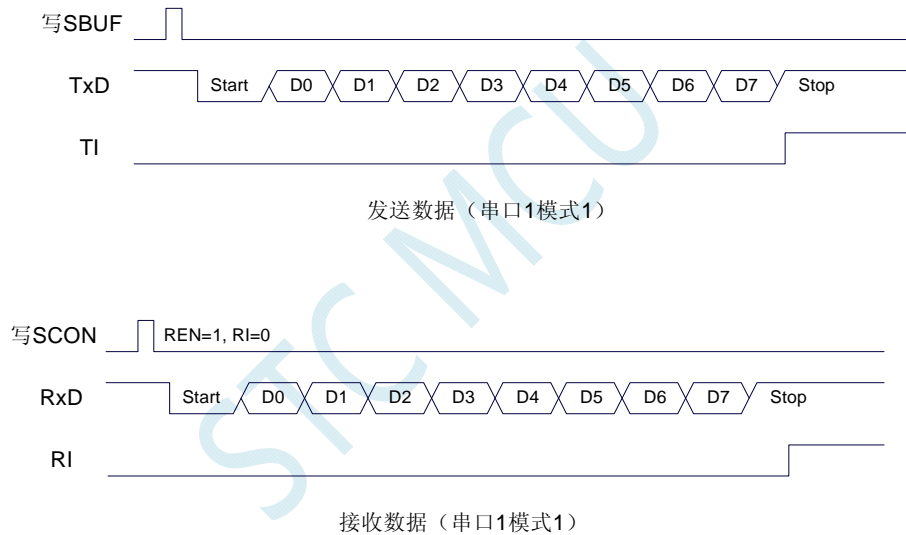 写SBUF
TxD Start D0 D1 D2 D3 D4 D5 D6 D7 Stop
TI
发送数据（串口1模式1）
写SCON REN=1, RI=0
RxD Start D0 D1 D2 D3 D4 D5 D6 D7 Stop
RI
接收数据（串口1模式1）
STC MCU